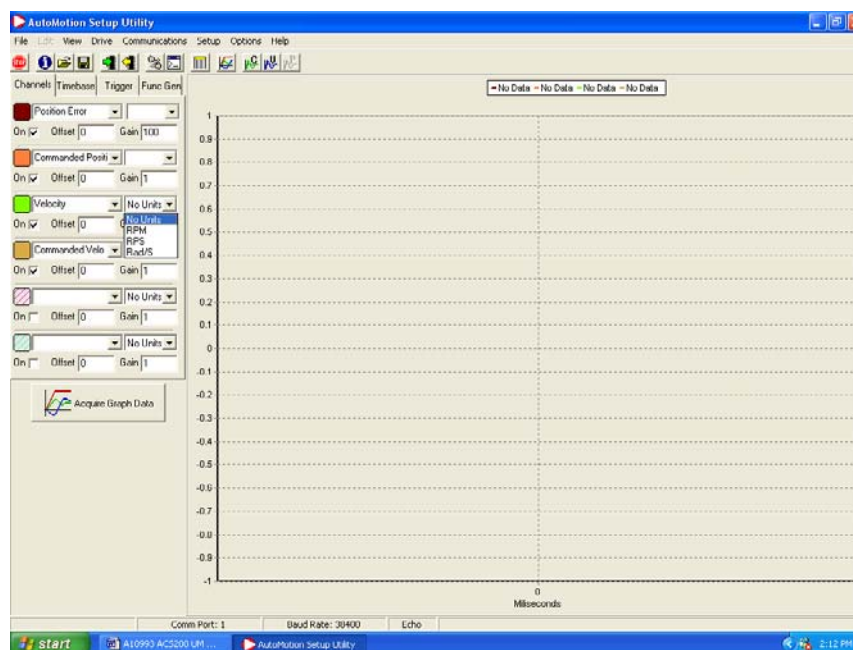 AutoMotion Setup Utility
File Edit View Drive Communications Setup Options Help
Channels Timebase Trigger Func Gen
No Data No Data No Data No Data
Position Error
On Offset 0 Gain 100
Commanded Positi
On Offset 0 Gain 1
Velocity No Units
On Offset 0
No Units
RPM
RPS
Rad/S
Commanded Velo
On Offset 0 Gain 1
No Units
On Offset 0 Gain 1
No Units
On Offset 0 Gain 1
Acquire Graph Data
1
0.9
0.8
0.7
0.6
0.5
0.4
0.3
0.2
0.1
0
-0.1
-0.2
-0.3
-0.4
-0.5
-0.6
-0.7
-0.8
-0.9
-1
0
Miliseconds
Comm Port: 1 Baud Rate: 38400 Echo
start A10993 ACS200 UM ... AutoMotion Setup Utility 2:12 PM